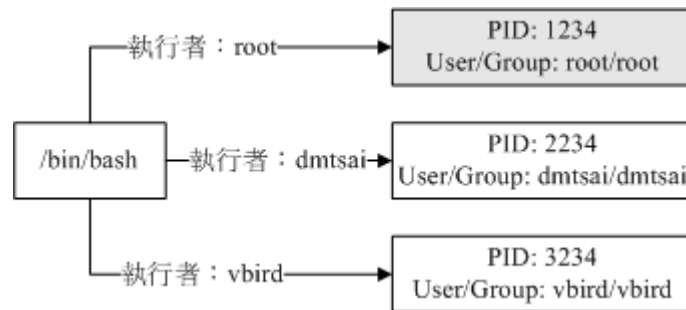 執行者：root
PID: 1234
User/Group: root/root
/bin/bash
執行者：dmtsai
PID: 2234
User/Group: dmtsai/dmtsai
執行者：vbird
PID: 3234
User/Group: vbird/vbird